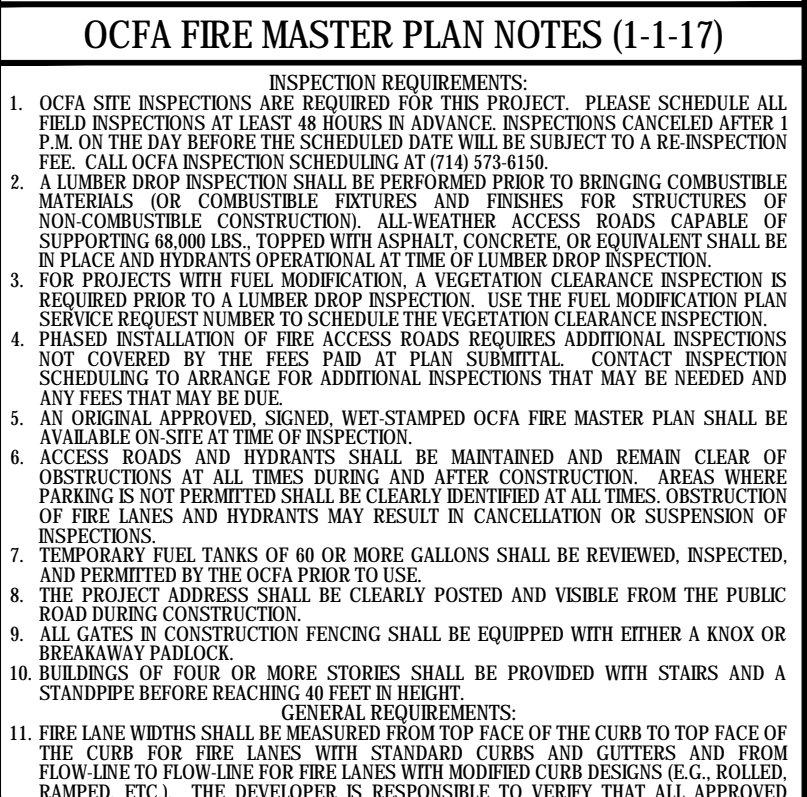 OCFA FIRE MASTER PLAN NOTES (1-1-17)
INSPECTION REQUIREMENTS:
1. OCFA SITE INSPECTIONS ARE REQUIRED FOR THIS PROJECT. PLEASE SCHEDULE ALL
FIELD INSPECTIONS AT LEAST 48 HOURS IN ADVANCE. INSPECTIONS CANCELED AFTER 1
P.M. ON THE DAY BEFORE THE SCHEDULED DATE WILL BE SUBJECT TO A RE-INSPECTION
FEE. CALL OCFA INSPECTION SCHEDULING AT (714) 573-6150.
2. A LUMBER DROP INSPECTION SHALL BE PERFORMED PRIOR TO BRINGING COMBUSTIBLE
MATERIALS (OR COMBUSTIBLE FIXTURES AND FINISHES FOR STRUCTURES OF
NON-COMBUSTIBLE CONSTRUCTION). ALL-WEATHER ACCESS ROADS CAPABLE OF
SUPPORTING 68,000 LBS., TOPPED WITH ASPHALT, CONCRETE, OR EQUIVALENT SHALL BE
IN PLACE AND HYDRANTS OPERATIONAL AT TIME OF LUMBER DROP INSPECTION.
3. FOR PROJECTS WITH FUEL MODIFICATION, A VEGETATION CLEARANCE INSPECTION IS
REQUIRED PRIOR TO A LUMBER DROP INSPECTION. USE THE FUEL MODIFICATION PLAN
SERVICE REQUEST NUMBER TO SCHEDULE THE VEGETATION CLEARANCE INSPECTION.
4. PHASED INSTALLATION OF FIRE ACCESS ROADS REQUIRES ADDITIONAL INSPECTIONS
NOT COVERED BY THE FEES PAID AT PLAN SUBMITTAL. CONTACT INSPECTION
SCHEDULING TO ARRANGE FOR ADDITIONAL INSPECTIONS THAT MAY BE NEEDED AND
ANY FEES THAT MAY BE DUE.
5. AN ORIGINAL APPROVED, SIGNED, WET-STAMPED OCFA FIRE MASTER PLAN SHALL BE
AVAILABLE ON-SITE AT TIME OF INSPECTION.
6. ACCESS ROADS AND HYDRANTS SHALL BE MAINTAINED AND REMAIN CLEAR OF
OBSTRUCTIONS AT ALL TIMES DURING AND AFTER CONSTRUCTION. AREAS WHERE
PARKING IS NOT PERMITTED SHALL BE CLEARLY IDENTIFIED AT ALL TIMES. OBSTRUCTION
OF FIRE LANES AND HYDRANTS MAY RESULT IN CANCELLATION OR SUSPENSION OF
INSPECTIONS.
7. TEMPORARY FUEL TANKS OF 60 OR MORE GALLONS SHALL BE REVIEWED, INSPECTED,
AND PERMITTED BY THE OCFA PRIOR TO USE.
8. THE PROJECT ADDRESS SHALL BE CLEARLY POSTED AND VISIBLE FROM THE PUBLIC
ROAD DURING CONSTRUCTION.
9. ALL GATES IN CONSTRUCTION FENCING SHALL BE EQUIPPED WITH EITHER A KNOX OR
BREAKAWAY PADLOCK.
10. BUILDINGS OF FOUR OR MORE STORIES SHALL BE PROVIDED WITH STAIRS AND A
STANDPIPE BEFORE REACHING 40 FEET IN HEIGHT.
GENERAL REQUIREMENTS:
11. FIRE LANE WIDTHS SHALL BE MEASURED FROM TOP FACE OF THE CURB TO TOP FACE OF
THE CURB FOR FIRE LANES WITH STANDARD CURBS AND GUTTERS AND FROM
FLOW-LINE TO FLOW-LINE FOR FIRE LANES WITH MODIFIED CURB DESIGNS (E.G., ROLLED,
RAMPED, ETC.). THE DEVELOPER IS RESPONSIBLE TO VERIFY THAT ALL APPROVED